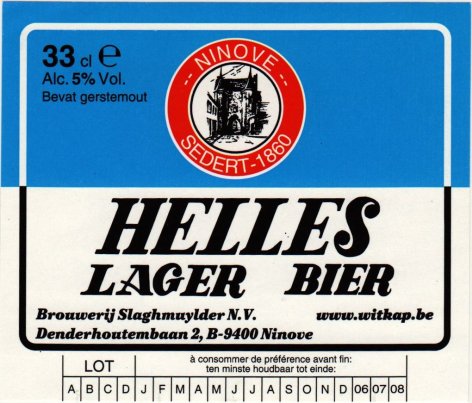 33 cl ℮
Alc. 5% Vol.
Bevat gerstemout
-- NINOVE --
SEDERT-1860
HELLES
LAGER BIER
Brouwerij Slaghmuylder N.V. www.witkap.be
Denderhoutembaan 2, B-9400 Ninove
LOT à consommer de préférence avant fin:
ten minste houdbaar tot einde:
A B C D J F M A M J J A S O N D 06 07 08